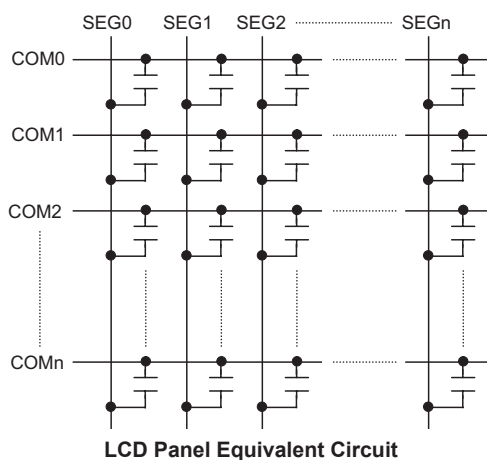 SEG0 SEG1 SEG2 SEGn
COM0
COM1
COM2
COMn
LCD Panel Equivalent Circuit